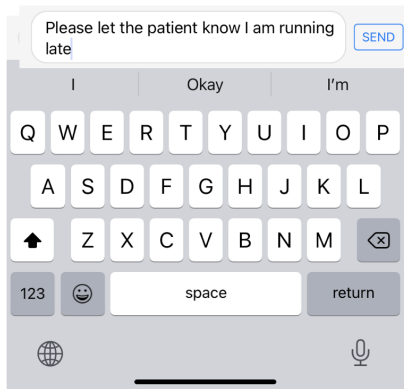 Please let the patient know I am running
late
SEND
I
Okay
I'm
Q W E R T Y U I O P
A S D F G H J K L
Z X C V B N M
123
space
return